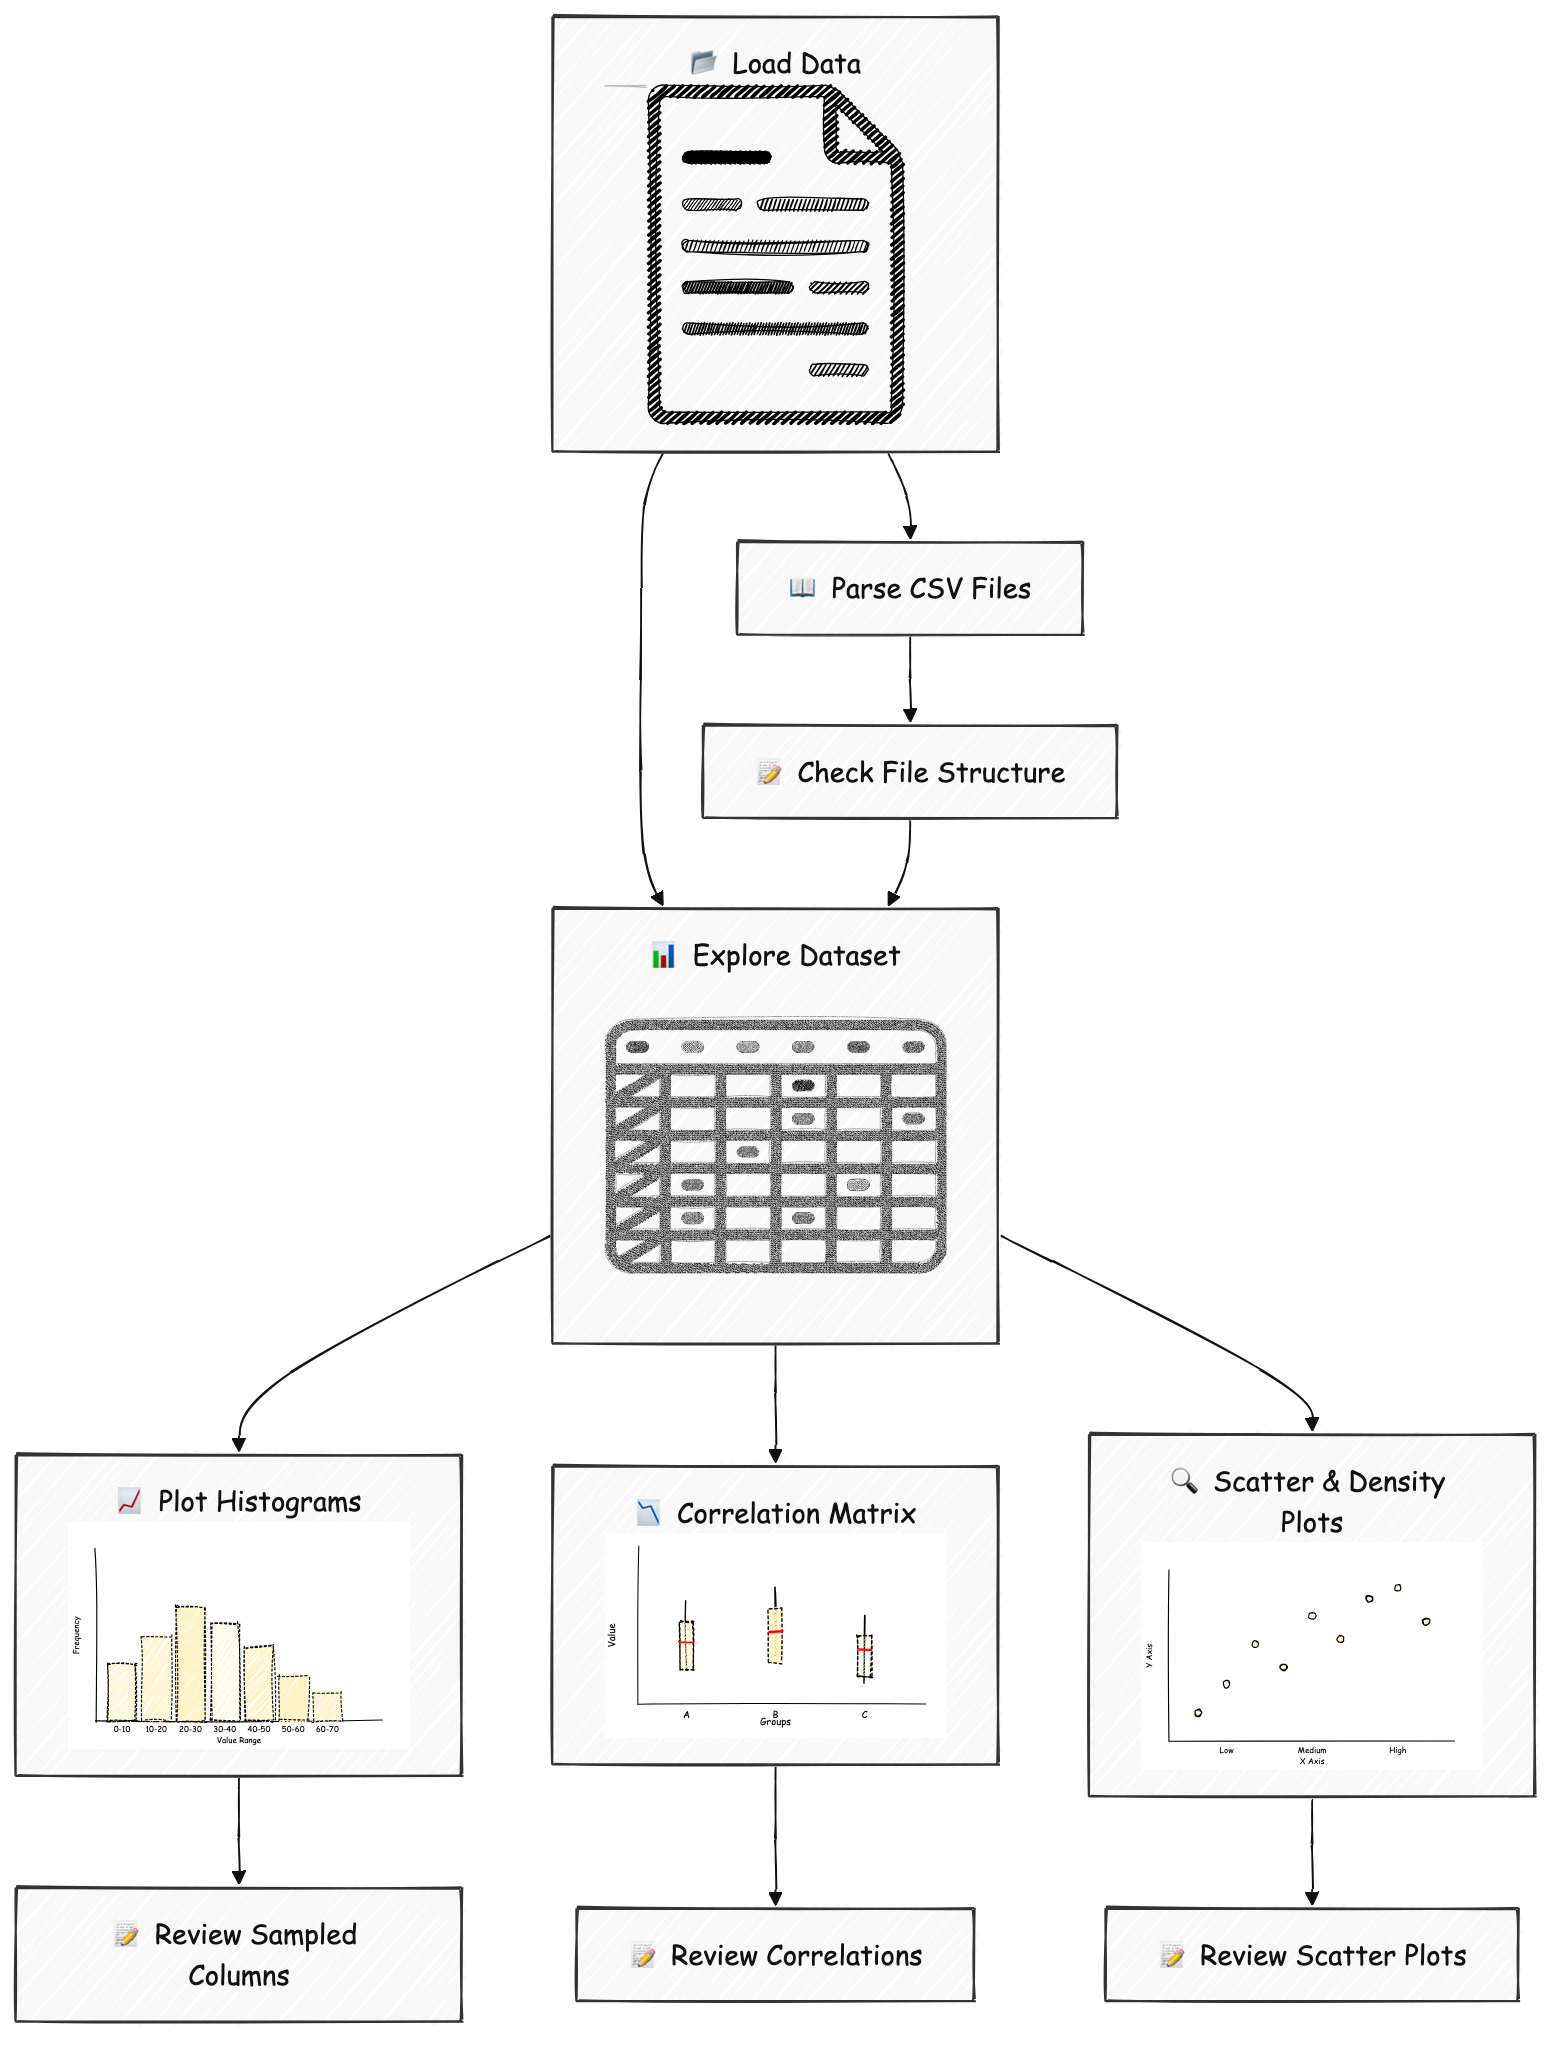 📂 Load Data
📖 Parse CSV Files
📝 Check File Structure
📊 Explore Dataset
📈 Plot Histograms
Frequency
0-10 10-20 20-30 30-40 40-50 50-60 60-70
Value Range
📉 Correlation Matrix
Value
A B C
Groups
🔍 Scatter & Density
Plots
Y Axis
Low Medium High
X Axis
📝 Review Sampled
Columns
📝 Review Correlations
📝 Review Scatter Plots